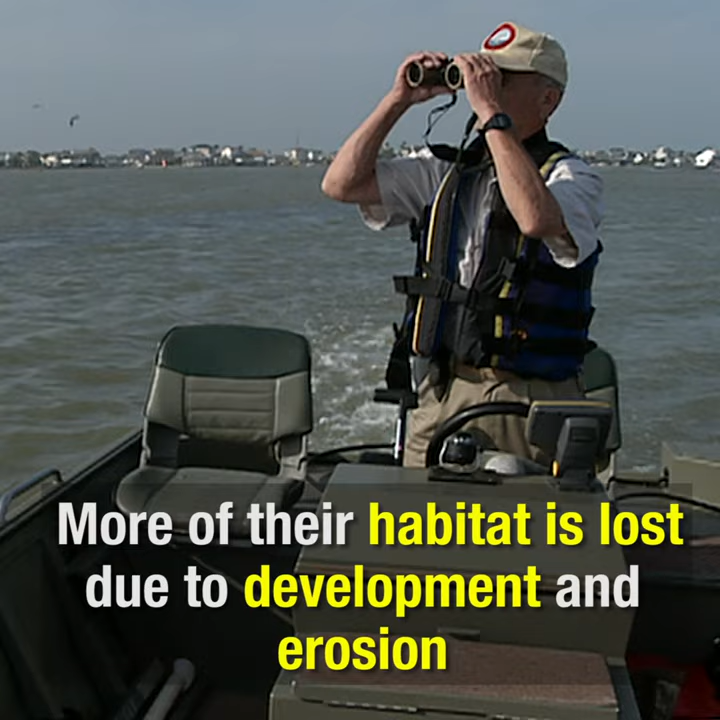 More of their habitat is lost
due to development and
erosion